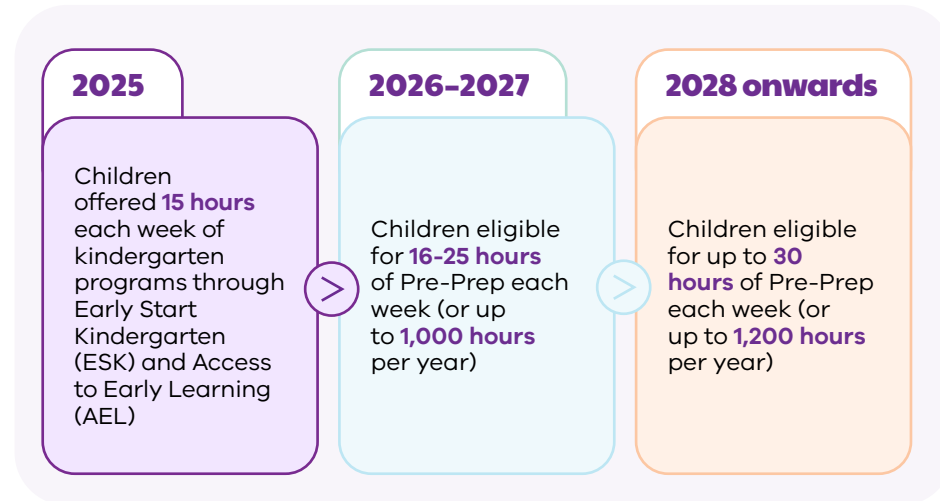 2025
Children
offered 15 hours
each week of
kindergarten
programs through
Early Start
Kindergarten
(ESK) and Access
to Early Learning
(AEL)
2026–2027
Children eligible
for 16-25 hours
of Pre-Prep each
week (or up
to 1,000 hours
per year)
2028 onwards
Children eligible
for up to 30
hours of Pre-Prep
each week (or
up to 1,200 hours
per year)